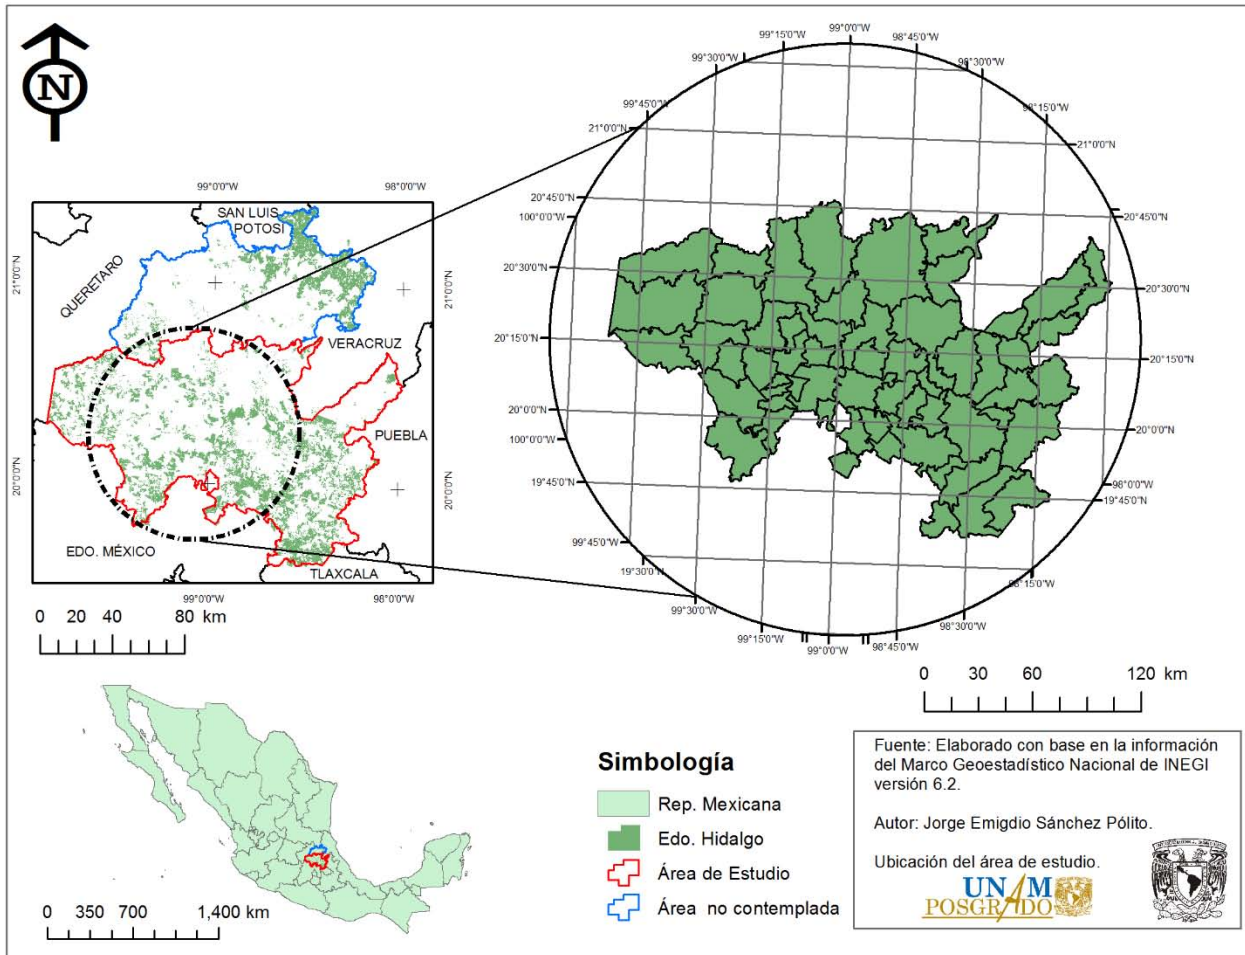 N
99°0'0"W 98°0'0"W
SAN LUIS
POTOSÍ
QUERETARO
VERACRUZ
PUEBLA
EDO. MÉXICO
TLAXCALA
21°0'0"N
20°0'0"N
21°0'0"N
20°0'0"N
99°0'0"W 98°0'0"W
0 20 40 80 km
99°0'0"W
99°15'0"W 98°45'0"W
99°30'0"W 98°30'0"W
99°45'0"W 98°15'0"W
21°0'0"N 21°0'0"N
20°45'0"N 20°45'0"N
100°0'0"W
20°30'0"N 20°30'0"N
20°15'0"N 20°15'0"N
20°0'0"N 20°0'0"N
100°0'0"W
19°45'0"N 98°0'0"W
19°45'0"N
99°45'0"W
19°30'0"N 98°15'0"W
99°30'0"W
99°15'0"W 98°30'0"W
99°0'0"W 98°45'0"W
0 30 60 120 km
0 350 700 1,400 km
Simbología
Rep. Mexicana
Edo. Hidalgo
Área de Estudio
Área no contemplada
Fuente: Elaborado con base en la información
del Marco Geoestadístico Nacional de INEGI
versión 6.2.
Autor: Jorge Emigdio Sánchez Pólito.
Ubicación del área de estudio.
UNAM
POSGRADO